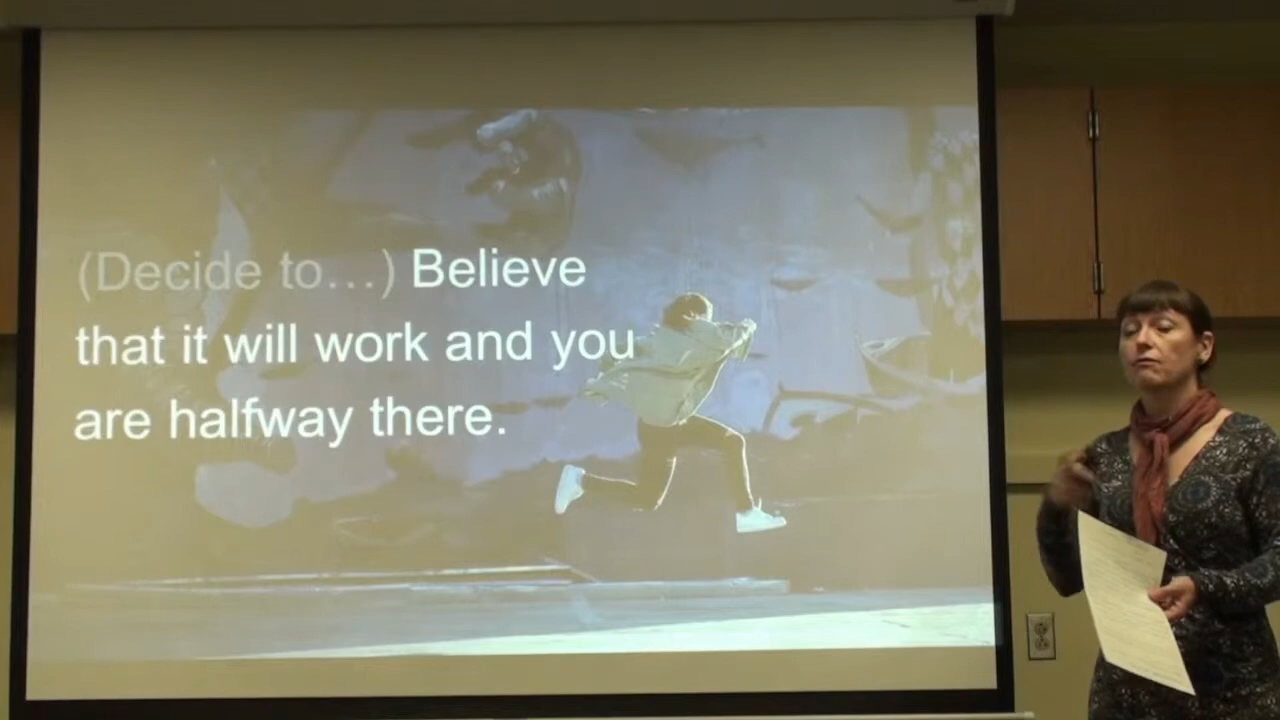 (Decide to...) Believe
that it will work and you
are halfway there.